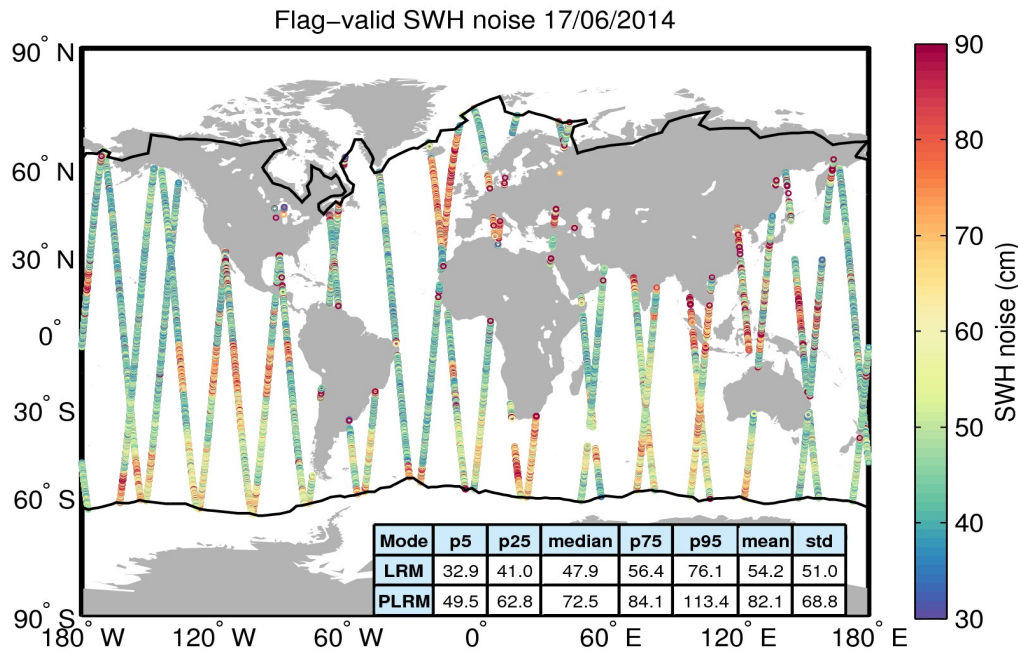 Flag−valid SWH noise 17/06/2014
90° N
60° N
30° N
0°
30° S
60° S
90° S
180° W
120° W
60° W
0°
60° E
120° E
180° E
Mode p5 p25 median p75 p95 mean std
LRM 32.9 41.0 47.9 56.4 76.1 54.2 51.0
PLRM 49.5 62.8 72.5 84.1 113.4 82.1 68.8
90
80
70
60
50
40
30
SWH noise (cm)